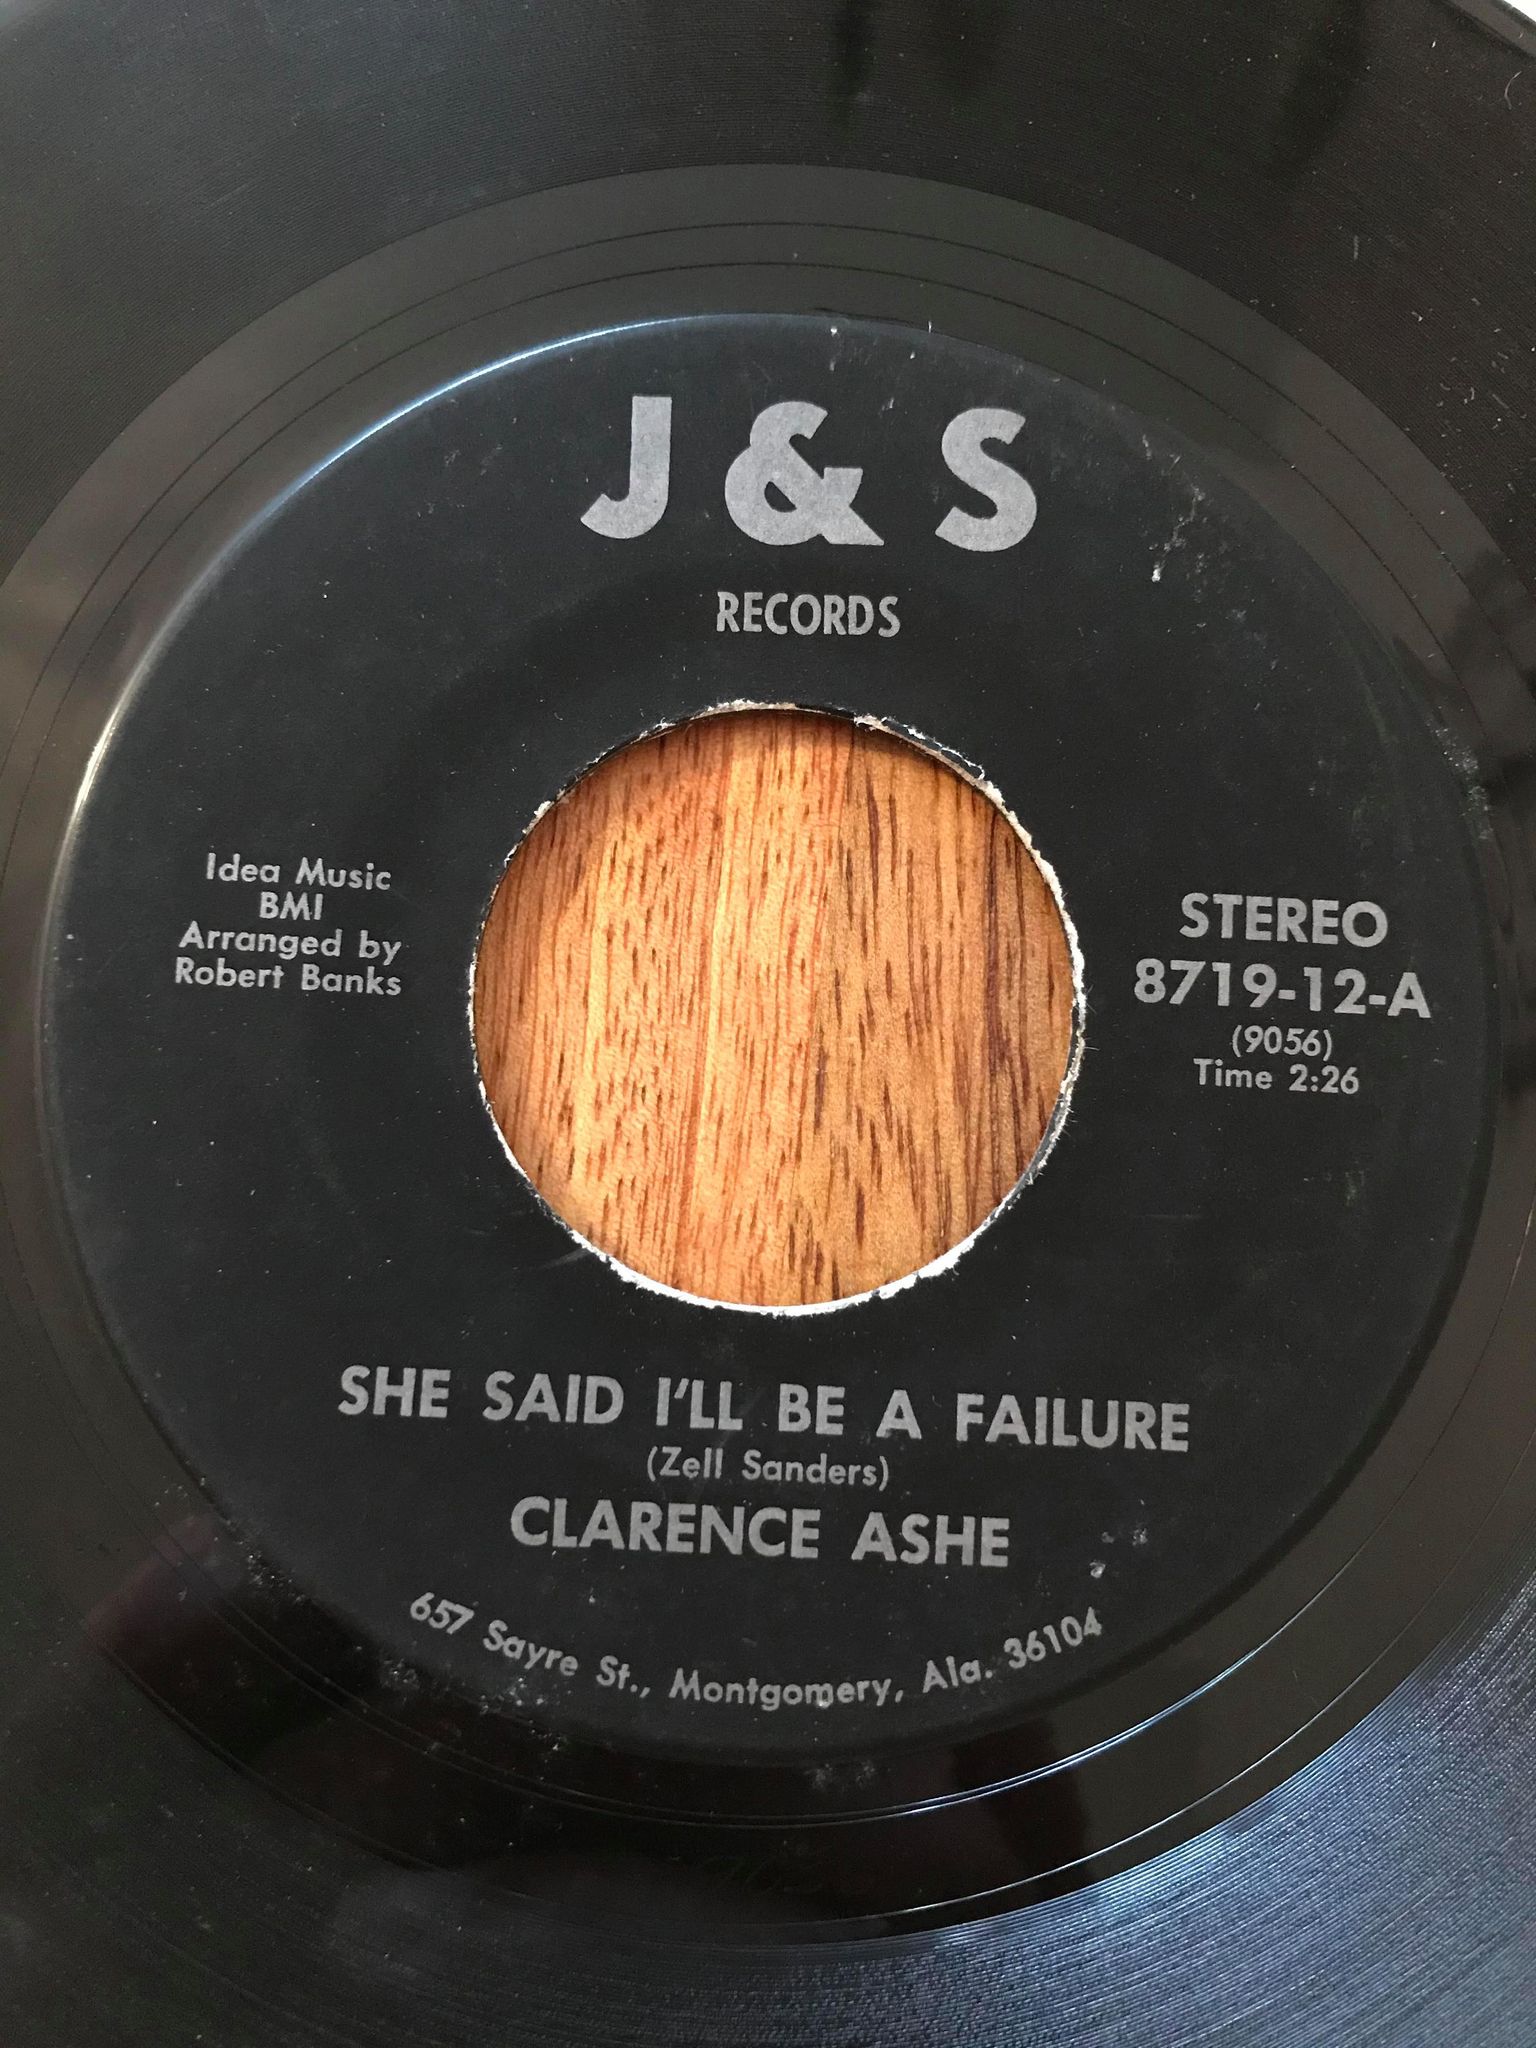 J & S
RECORDS
Idea Music
BMI
Arranged by
Robert Banks
STEREO
8719-12-A
(9056)
Time 2:26
SHE SAID I'LL BE A FAILURE
(Zell Sanders)
CLARENCE ASHE
657 Sayre St., Montgomery, Ala. 36104